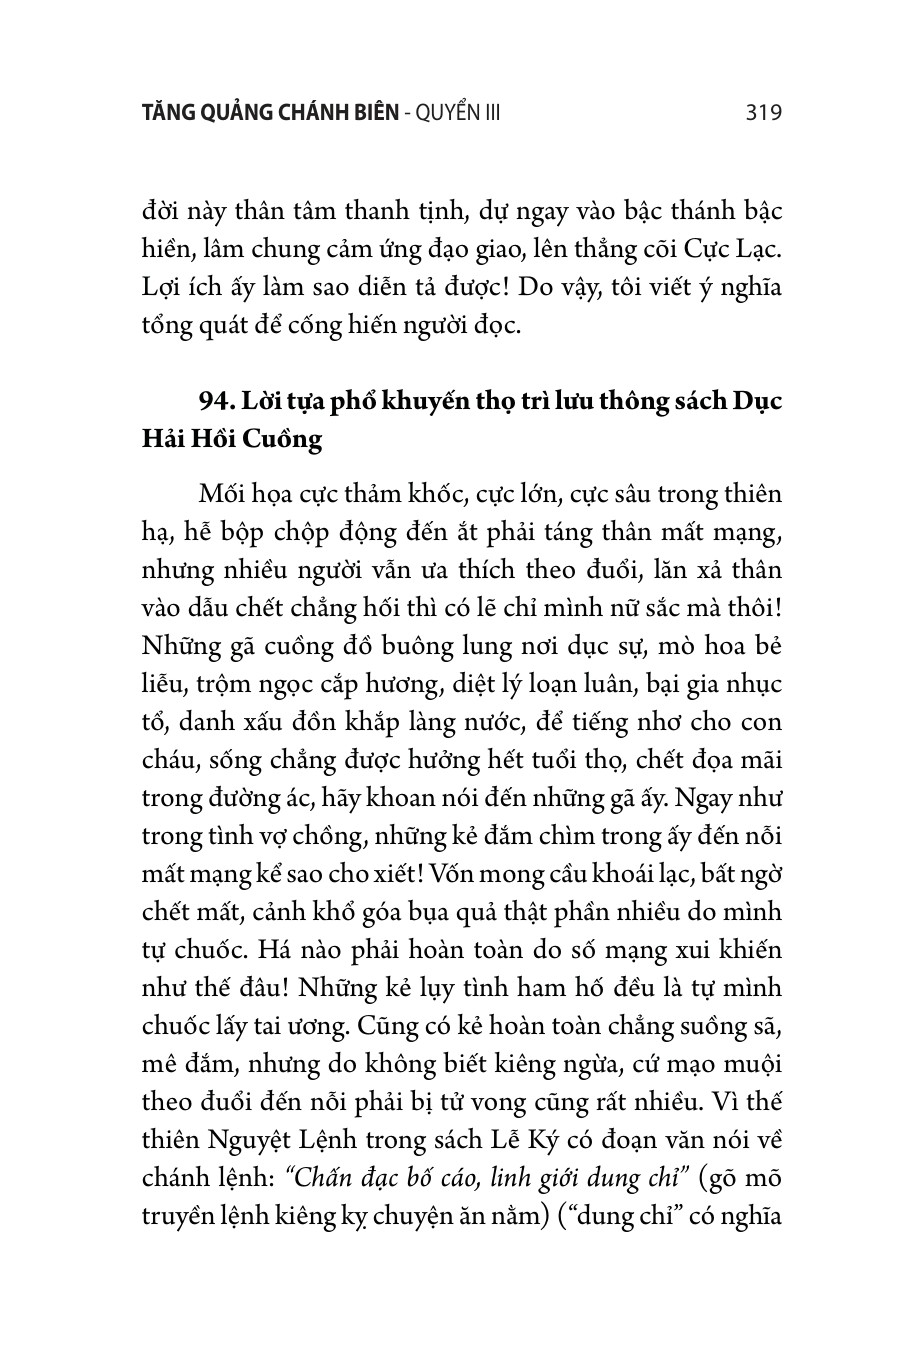 TĂNG QUẢNG CHÁNH BIÊN - QUYỂN III 319
đời này thân tâm thanh tịnh, dự ngay vào bậc thánh bậc
hiền, lâm chung cảm ứng đạo giao, lên thẳng cõi Cực Lạc.
Lợi ích ấy làm sao diễn tả được! Do vậy, tôi viết ý nghĩa
tổng quát để cống hiến người đọc.
94. Lời tựa phổ khuyến thọ trì lưu thông sách Dục
Hải Hồi Cuồng
Mối họa cực thảm khốc, cực lớn, cực sâu trong thiên
hạ, hễ bộp chộp động đến ắt phải táng thân mất mạng,
nhưng nhiều người vẫn ưa thích theo đuổi, lăn xả thân
vào dẫu chết chẳng hối thì có lẽ chỉ mình nữ sắc mà thôi!
Những gã cuồng đồ buông lung nơi dục sự, mò hoa bẻ
liễu, trộm ngọc cắp hương, diệt lý loạn luân, bại gia nhục
tổ, danh xấu đồn khắp làng nước, để tiếng nhơ cho con
cháu, sống chẳng được hưởng hết tuổi thọ, chết đọa mãi
trong đường ác, hãy khoan nói đến những gã ấy. Ngay như
trong tình vợ chồng, những kẻ đắm chìm trong ấy đến nỗi
mất mạng kể sao cho xiết! Vốn mong cầu khoái lạc, bất ngờ
chết mất, cảnh khổ góa bụa quả thật phần nhiều do mình
tự chuốc. Há nào phải hoàn toàn do số mạng xui khiến
như thế đâu! Những kẻ lụy tình ham hố đều là tự mình
chuốc lấy tai ương. Cũng có kẻ hoàn toàn chẳng suồng sã,
mê đắm, nhưng do không biết kiêng ngừa, cứ mạo muội
theo đuổi đến nỗi phải bị tử vong cũng rất nhiều. Vì thế
thiên Nguyệt Lệnh trong sách Lễ Ký có đoạn văn nói về
chánh lệnh: “Chấn đạc bố cáo, linh giới dung chỉ” (gõ mõ
truyền lệnh kiêng kỵ chuyện ăn nằm) (“dung chỉ” có nghĩa